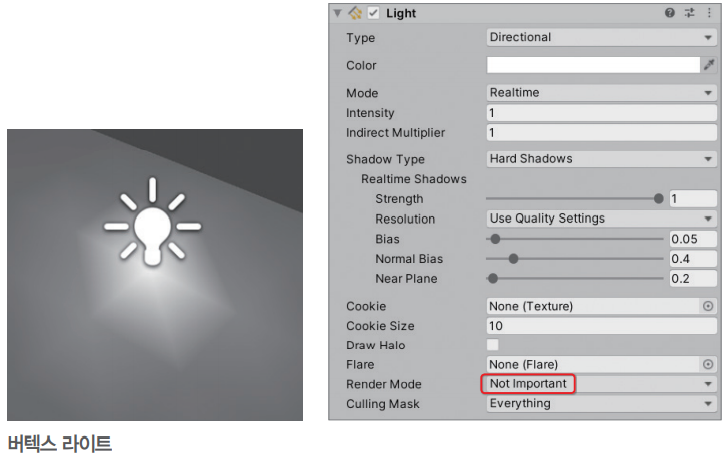 Light
Type Directional
Color
Mode Realtime
Intensity 1
Indirect Multiplier 1
Shadow Type Hard Shadows
Realtime Shadows
Strength 1
Resolution Use Quality Settings
Bias 0.05
Normal Bias 0.4
Near Plane 0.2
Cookie None (Texture)
Cookie Size 10
Draw Halo
Flare None (Flare)
Render Mode Not Important
Culling Mask Everything
버텍스 라이트